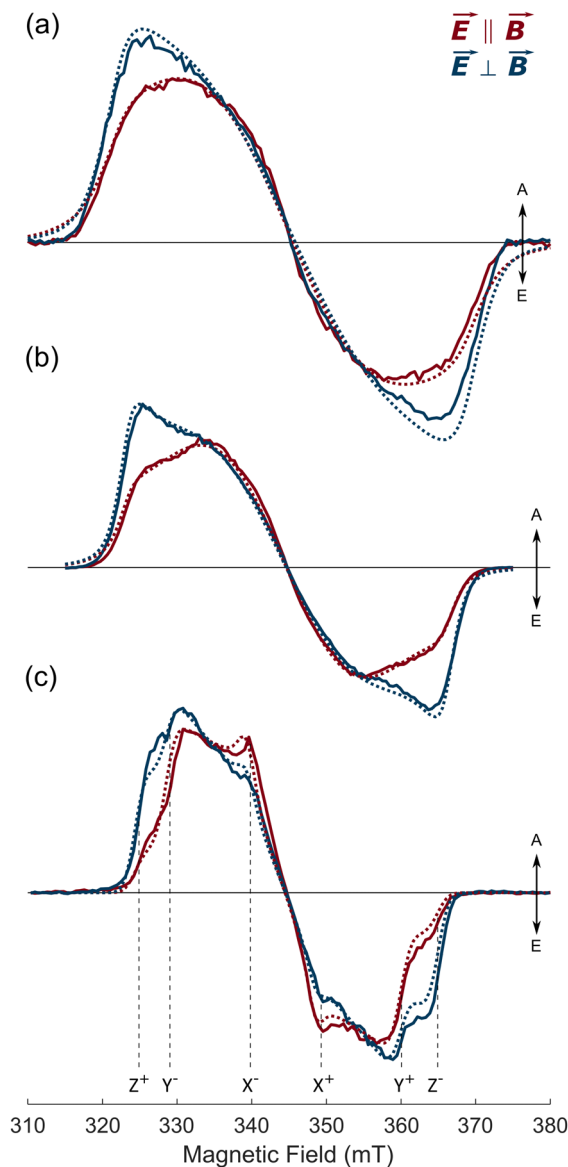 (a)
E ∥ B
E ⊥ B
A
E
(b)
A
E
(c)
A
E
Z⁺ Y⁻ X⁻ X⁺ Y⁺ Z⁻
310 320 330 340 350 360 370 380
Magnetic Field (mT)